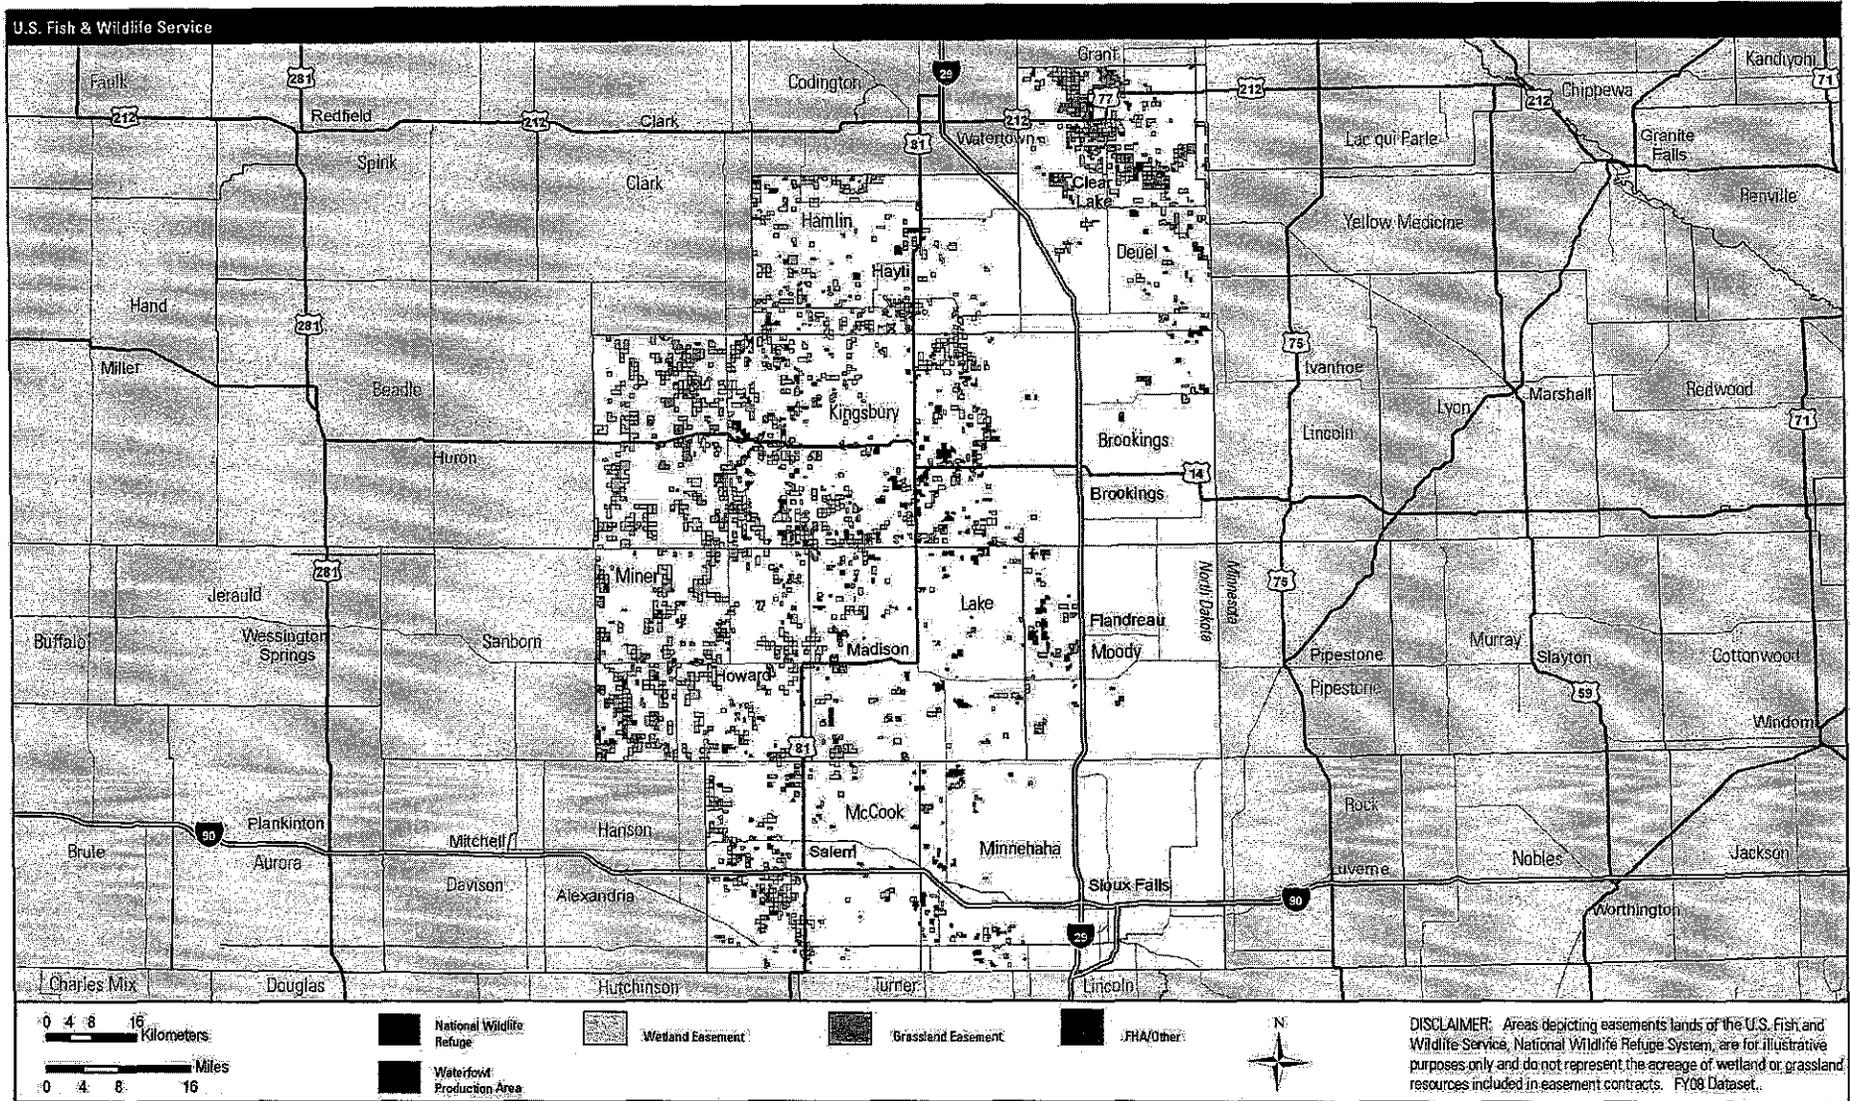 U.S. Fish & Wildlife Service
Faulk
281
Codington
29
Grant
77
212
Kandiyohi
71
212
Redfield
212
Clark
81
Watertown
212
212
Chippewa
Spink
Clark
Lac qui Parle
Granite
Falls
Clear
Lake
Hamlin
Yellow Medicine
Renville
Hayti
Deuel
Hand
281
75
Miller
Beadle
Kingsbury
Ivanhoe
Marshall
Redwood
Lyon
71
Huron
Brookings
Lincoln
14
Brookings
281
Miner
75
Jerauld
Lake
North Dakota
Minnesota
Buffalo
Wessington
Springs
Sanborn
Flandreau
Madison
Moody
Murray
Pipestone
Slayton
Cottonwood
Howard
Pipestone
59
Windom
81
McCook
Rock
90
Plankinton
Mitchell
Hanson
Salem
Minnehaha
Brule
Aurora
Nobles
Jackson
Davison
Alexandria
Sioux Falls
uverne
90
Worthington
29
Charles Mix
Douglas
Hutchinson
Turner
Lincoln
0 4 8 16
Kilometers
Miles
0 4 8 16
National Wildlife
Refuge
Waterfowl
Production Area
Wetland Easement
Grassland Easement
FHA/Other
N
DISCLAIMER: Areas depicting easements lands of the U.S. Fish and
Wildlife Service, National Wildlife Refuge System, are for illustrative
purposes only and do not represent the acreage of wetland or grassland
resources included in easement contracts. FY08 Dataset.